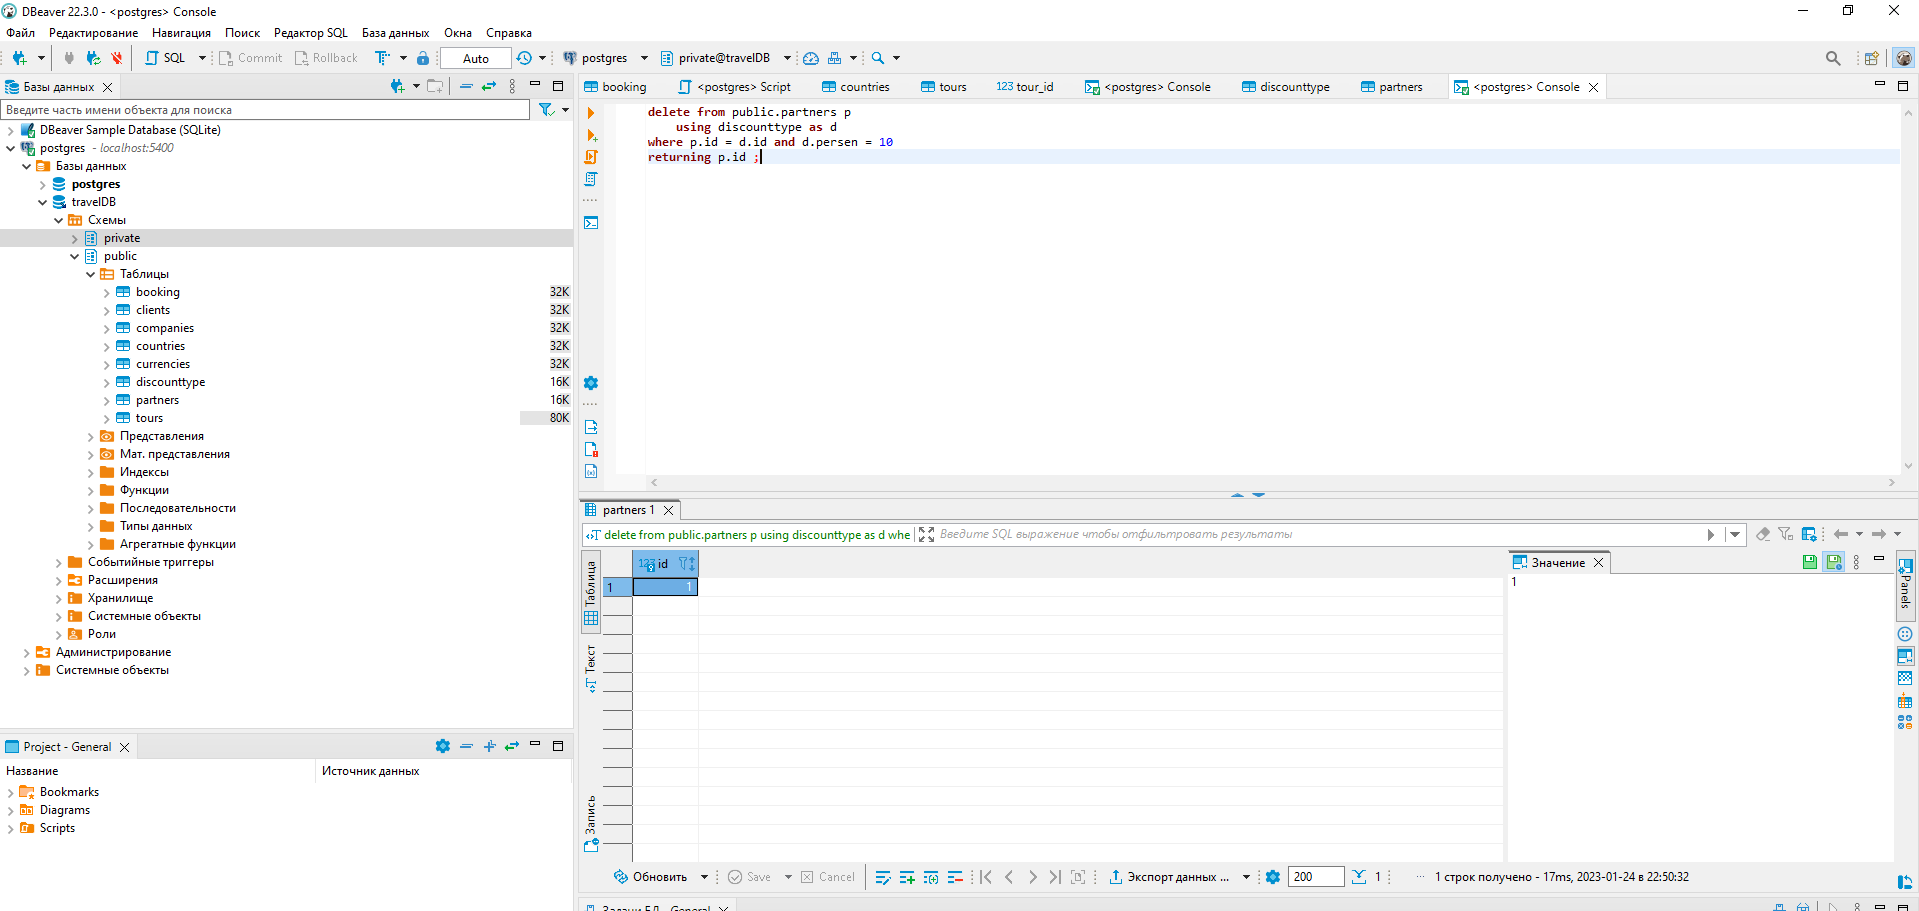 DBeaver 22.3.0 - <postgres> Console
Файл Редактирование Навигация Поиск Редактор SQL База данных Окна Справка
SQL Commit Rollback Auto postgres private@travelDB
Базы данных
Введите часть имени объекта для поиска
DBeaver Sample Database (SQLite)
postgres - localhost:5400
Базы данных
postgres
travelDB
Схемы
private
public
Таблицы
booking 32K
clients 32K
companies 32K
countries 32K
currencies 32K
discounttype 16K
partners 16K
tours 80K
Представления
Мат. представления
Индексы
Функции
Последовательности
Типы данных
Агрегатные функции
Событийные триггеры
Расширения
Хранилище
Системные объекты
Роли
Администрирование
Системные объекты
Project - General
Название Источник данных
Bookmarks
Diagrams
Scripts
booking <postgres> Script countries tours 123 tour_id <postgres> Console discounttype partners <postgres> Console
delete from public.partners p
using discounttype as d
where p.id = d.id and d.persen = 10
returning p.id ;
partners 1
delete from public.partners p using discounttype as d whe Введите SQL выражение чтобы отфильтровать результаты
Таблица
Текст
Запись
123 id
1 1
Значение
1
Panels
Обновить Save Cancel Экспорт данных ... 200 1 1 строк получено - 17ms, 2023-01-24 в 22:50:32
Задачи БД - General